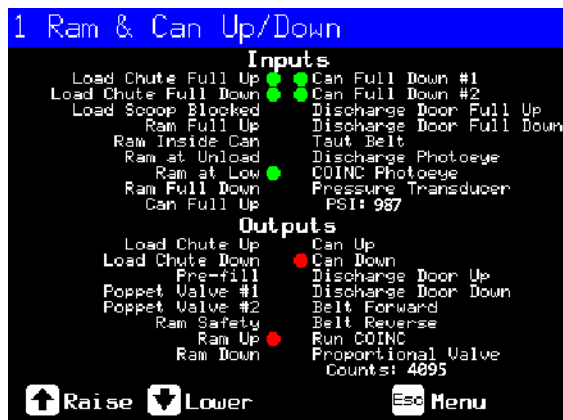 1 Ram & Can Up/Down
Inputs
Load Chute Full Up Can Full Down #1
Load Chute Full Down Can Full Down #2
Load Scoop Blocked Discharge Door Full Up
Ram Full Up Discharge Door Full Down
Ram Inside Can Taut Belt
Ram at Unload Discharge Photoeye
Ram at Low COINC Photoeye
Ram Full Down Pressure Transducer
Can Full Up PSI: 987
Outputs
Load Chute Up Can Up
Load Chute Down Can Down
Pre-fill Discharge Door Up
Poppet Valve #1 Discharge Door Down
Poppet Valve #2 Belt Forward
Ram Safety Belt Reverse
Ram Up Run COINC
Ram Down Proportional Valve
Counts: 4095
Raise Lower Esc Menu